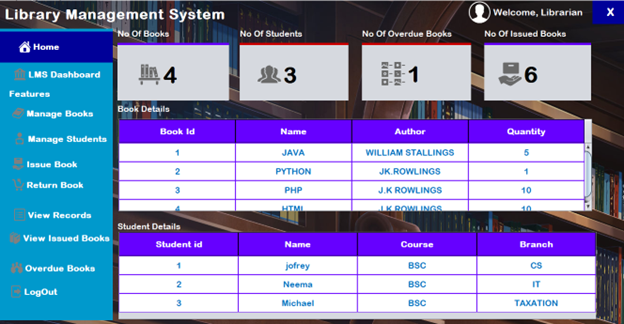 Library Management System
Welcome, Librarian
X
Home
LMS Dashboard
Features
Manage Books
Manage Students
Issue Book
Return Book
View Records
View Issued Books
Overdue Books
LogOut
No Of Books
No Of Students
No Of Overdue Books
No Of Issued Books
4
3
1
6
Book Details
Book Id Name Author Quantity
1 JAVA WILLIAM STALLINGS 5
2 PYTHON JK.ROWLINGS 1
3 PHP J.K ROWLINGS 10
4 HTML J.K ROWLINGS 10
Student Details
Student id Name Course Branch
1 jofrey BSC CS
2 Neema BSC IT
3 Michael BSC TAXATION